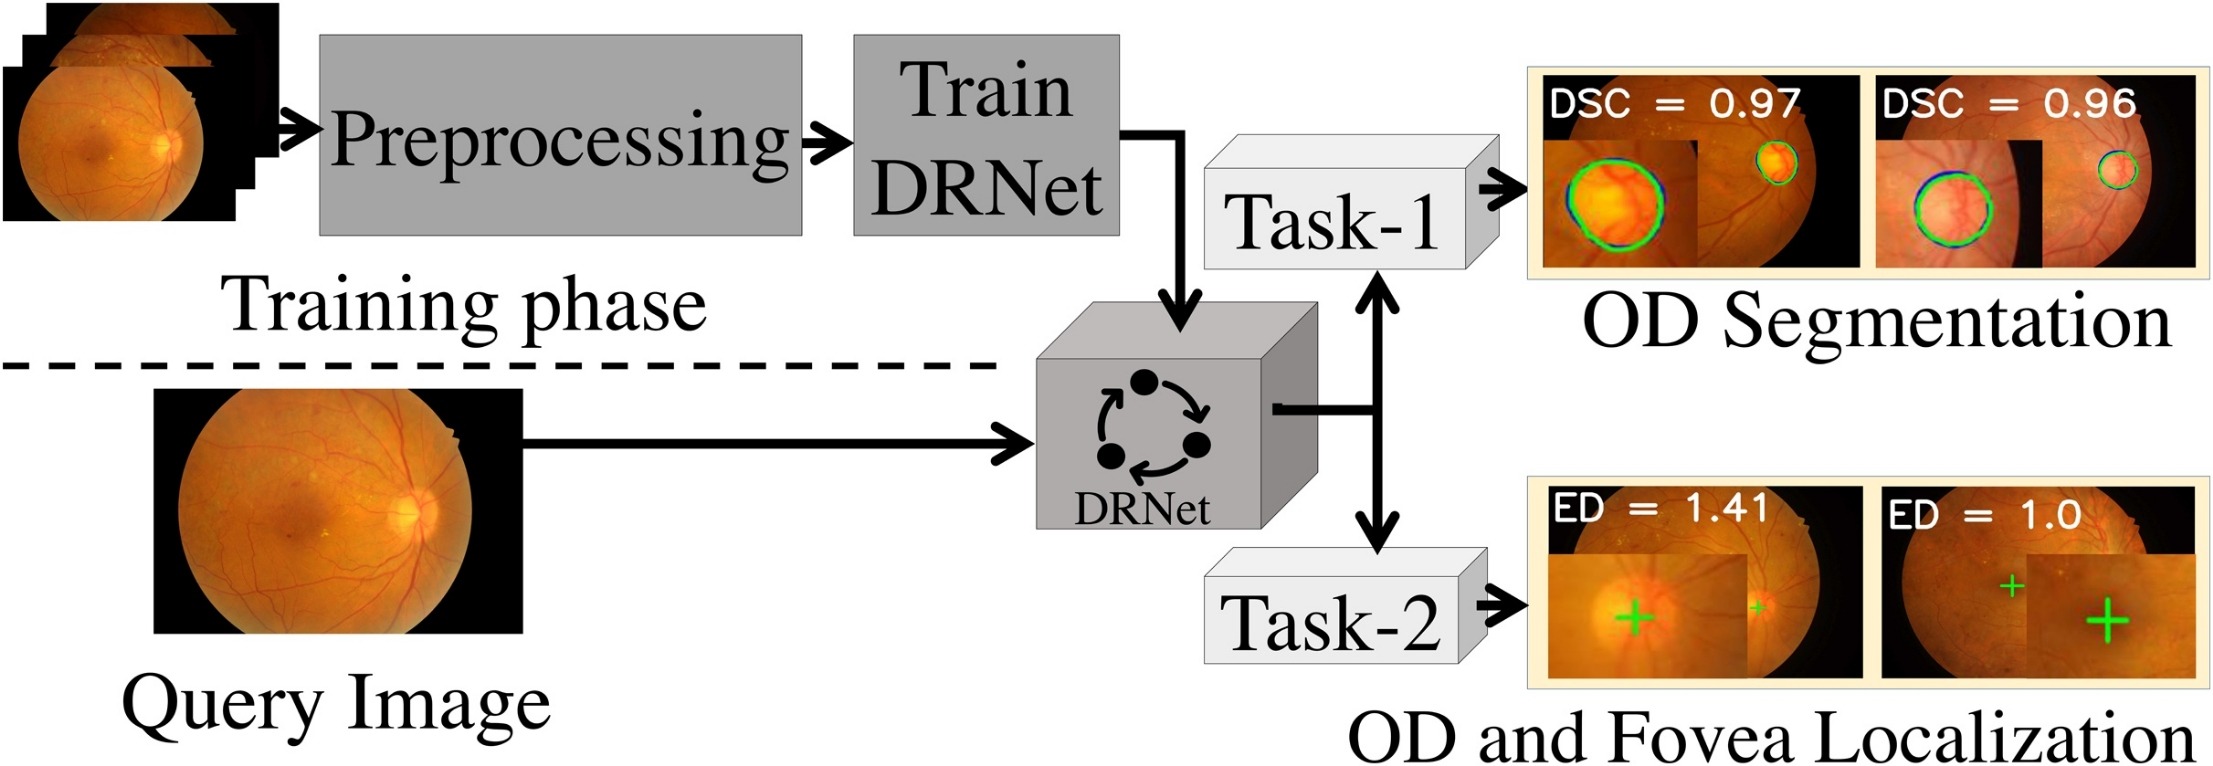 Preprocessing
Train
DRNet
Training phase
Task-1
DSC = 0.97
DSC = 0.96
OD Segmentation
Query Image
DRNet
Task-2
ED = 1.41
ED = 1.0
OD and Fovea Localization